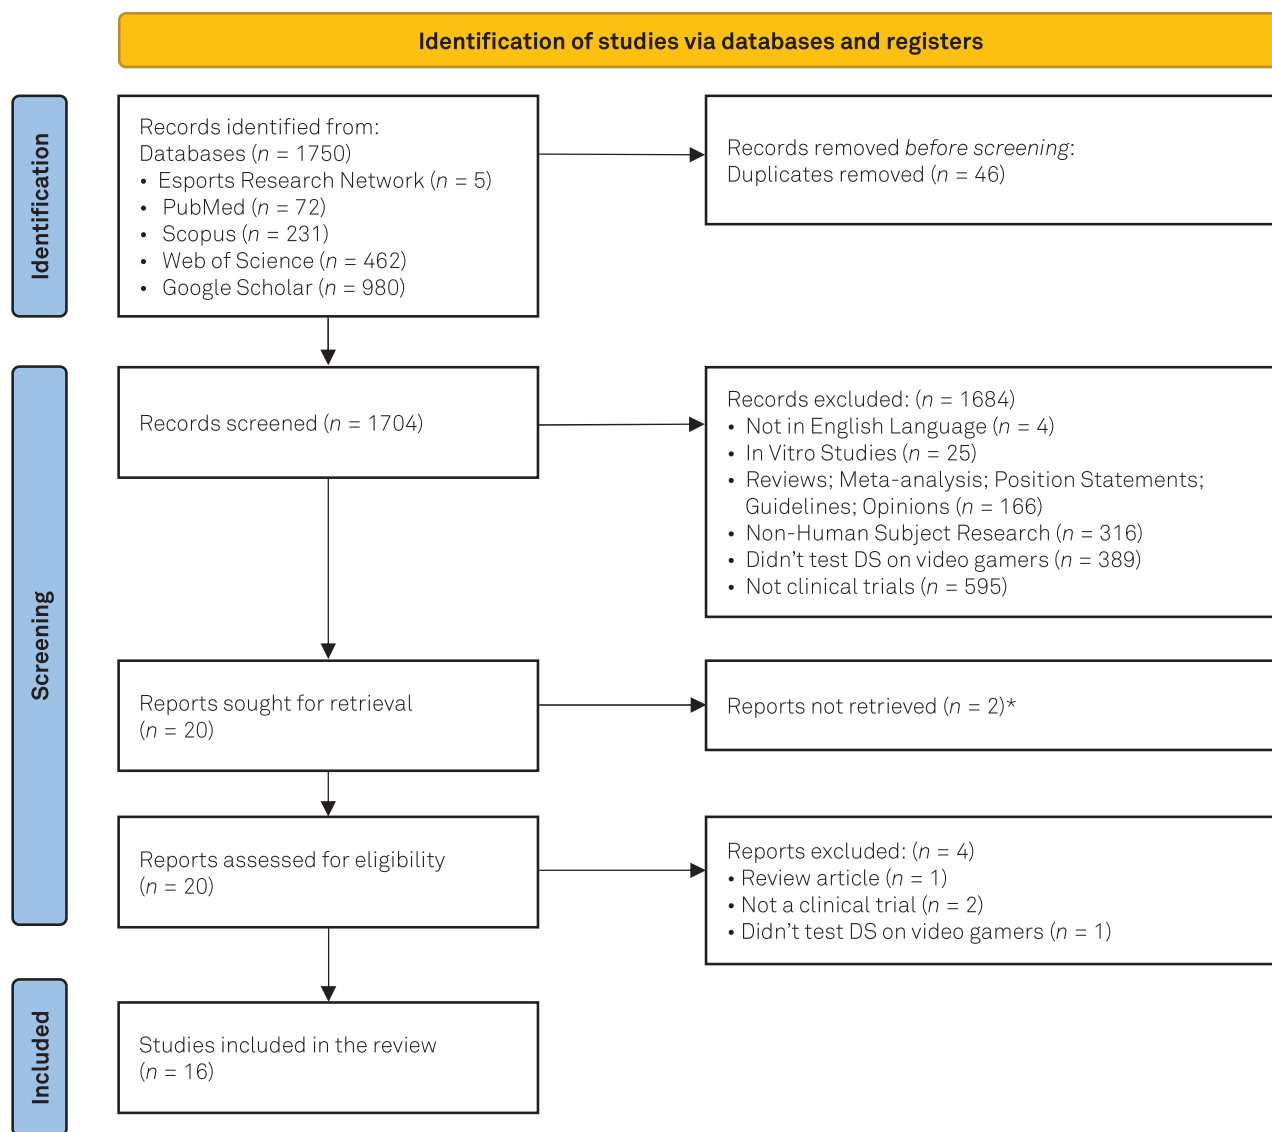 Identification of studies via databases and registers
Identification
Records identified from:
Databases (n = 1750)
• Esports Research Network (n = 5)
• PubMed (n = 72)
• Scopus (n = 231)
• Web of Science (n = 462)
• Google Scholar (n = 980)
Records removed before screening:
Duplicates removed (n = 46)
Screening
Records screened (n = 1704)
Records excluded: (n = 1684)
• Not in English Language (n = 4)
• In Vitro Studies (n = 25)
• Reviews; Meta-analysis; Position Statements;
Guidelines; Opinions (n = 166)
• Non-Human Subject Research (n = 316)
• Didn't test DS on video gamers (n = 389)
• Not clinical trials (n = 595)
Reports sought for retrieval
(n = 20)
Reports not retrieved (n = 2)*
Reports assessed for eligibility
(n = 20)
Reports excluded: (n = 4)
• Review article (n = 1)
• Not a clinical trial (n = 2)
• Didn't test DS on video gamers (n = 1)
Included
Studies included in the review
(n = 16)